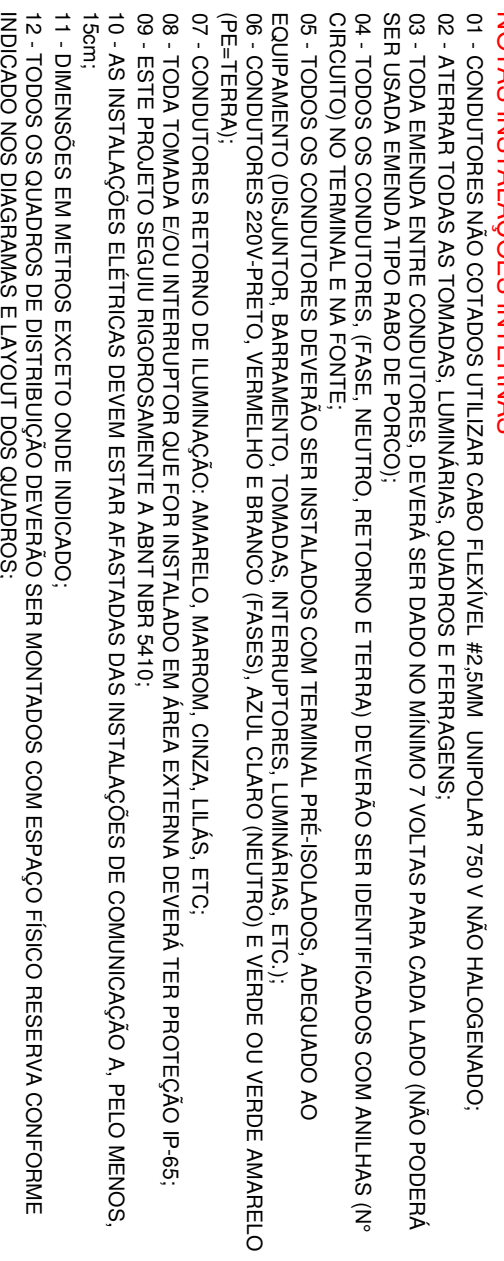 NOTAS INSTALAÇÕES INTERNAS
01 - CONDUTORES NÃO COTADOS UTILIZAR CABO FLEXÍVEL #2,5MM UNIPOLAR 750 V NÃO HALOGENADO;
02 - ATERRAR TODAS AS TOMADAS, LUMINÁRIAS, QUADROS E FERRAGENS;
03 - TODA EMENDA ENTRE CONDUTORES, DEVERÁ SER DADO NO MÍNIMO 7 VOLTAS PARA CADA LADO (NÃO PODERÁ
SER USADA EMENDA TIPO RABO DE PORCO);
04 - TODOS OS CONDUTORES, (FASE, NEUTRO, RETORNO E TERRA) DEVERÃO SER IDENTIFICADOS COM ANILHAS (Nº
CIRCUITO) NO TERMINAL E NA FONTE;
05 - TODOS OS CONDUTORES DEVERÃO SER INSTALADOS COM TERMINAL PRÉ-ISOLADOS, ADEQUADO AO
EQUIPAMENTO (DISJUNTOR, BARRAMENTO, TOMADAS, INTERRUPTORES, LUMINÁRIAS, ETC.);
06 - CONDUTORES 220V-PRETO, VERMELHO E BRANCO (FASES), AZUL CLARO (NEUTRO) E VERDE OU VERDE AMARELO
(PE=TERRA);
07 - CONDUTORES RETORNO DE ILUMINAÇÃO: AMARELO, MARROM, CINZA, LILÁS, ETC;
08 - TODA TOMADA E/OU INTERRUPTOR QUE FOR INSTALADO EM ÁREA EXTERNA DEVERÁ TER PROTEÇÃO IP-65;
09 - ESTE PROJETO SEGUIU RIGOROSAMENTE A ABNT NBR 5410;
10 - AS INSTALAÇÕES ELÉTRICAS DEVEM ESTAR AFASTADAS DAS INSTALAÇÕES DE COMUNICAÇÃO A, PELO MENOS,
15cm;
11 - DIMENSÕES EM METROS EXCETO ONDE INDICADO;
12 - TODOS OS QUADROS DE DISTRIBUIÇÃO DEVERÃO SER MONTADOS COM ESPAÇO FÍSICO RESERVA CONFORME
INDICADO NOS DIAGRAMAS E LAYOUT DOS QUADROS;